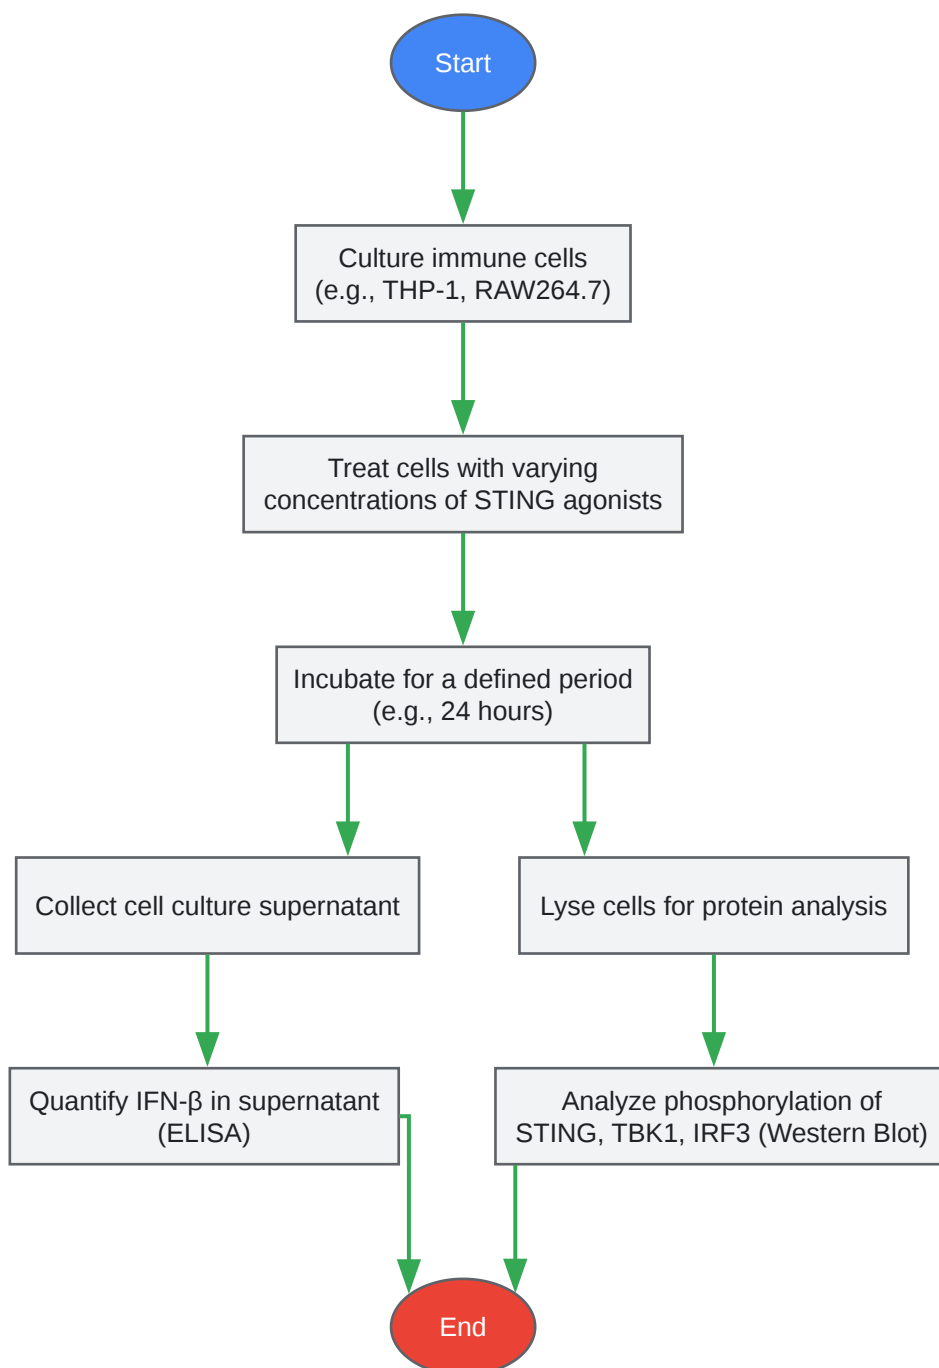 Start
Culture immune cells
(e.g., THP-1, RAW264.7)
Treat cells with varying
concentrations of STING agonists
Incubate for a defined period
(e.g., 24 hours)
Collect cell culture supernatant
Lyse cells for protein analysis
Quantify IFN-β in supernatant
(ELISA)
Analyze phosphorylation of
STING, TBK1, IRF3 (Western Blot)
End